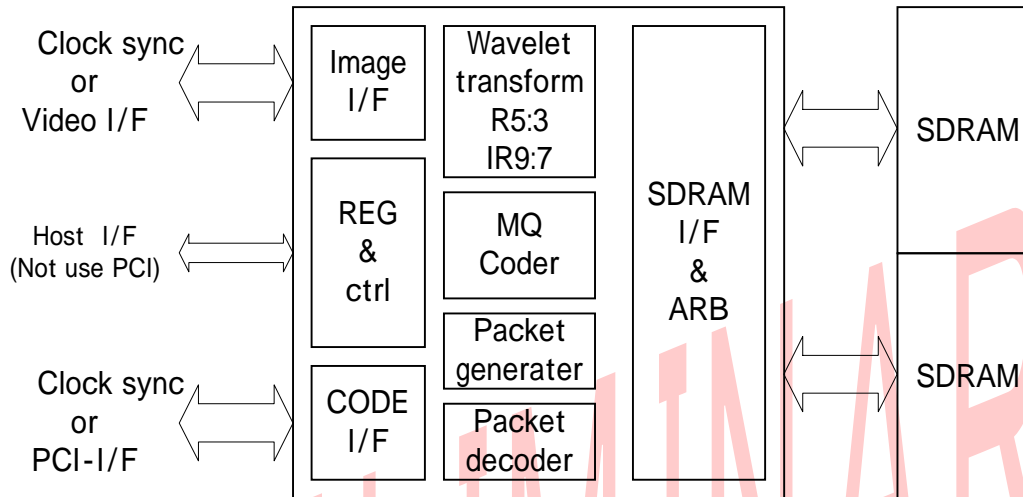 Clock sync
or
Video I/F
Host I/F
(Not use PCI)
Clock sync
or
PCI-I/F
Image
I/F
REG
&
ctrl
CODE
I/F
Wavelet
transform
R5:3
IR9:7
MQ
Coder
Packet
generater
Packet
decoder
SDRAM
I/F
&
ARB
SDRAM
SDRAM